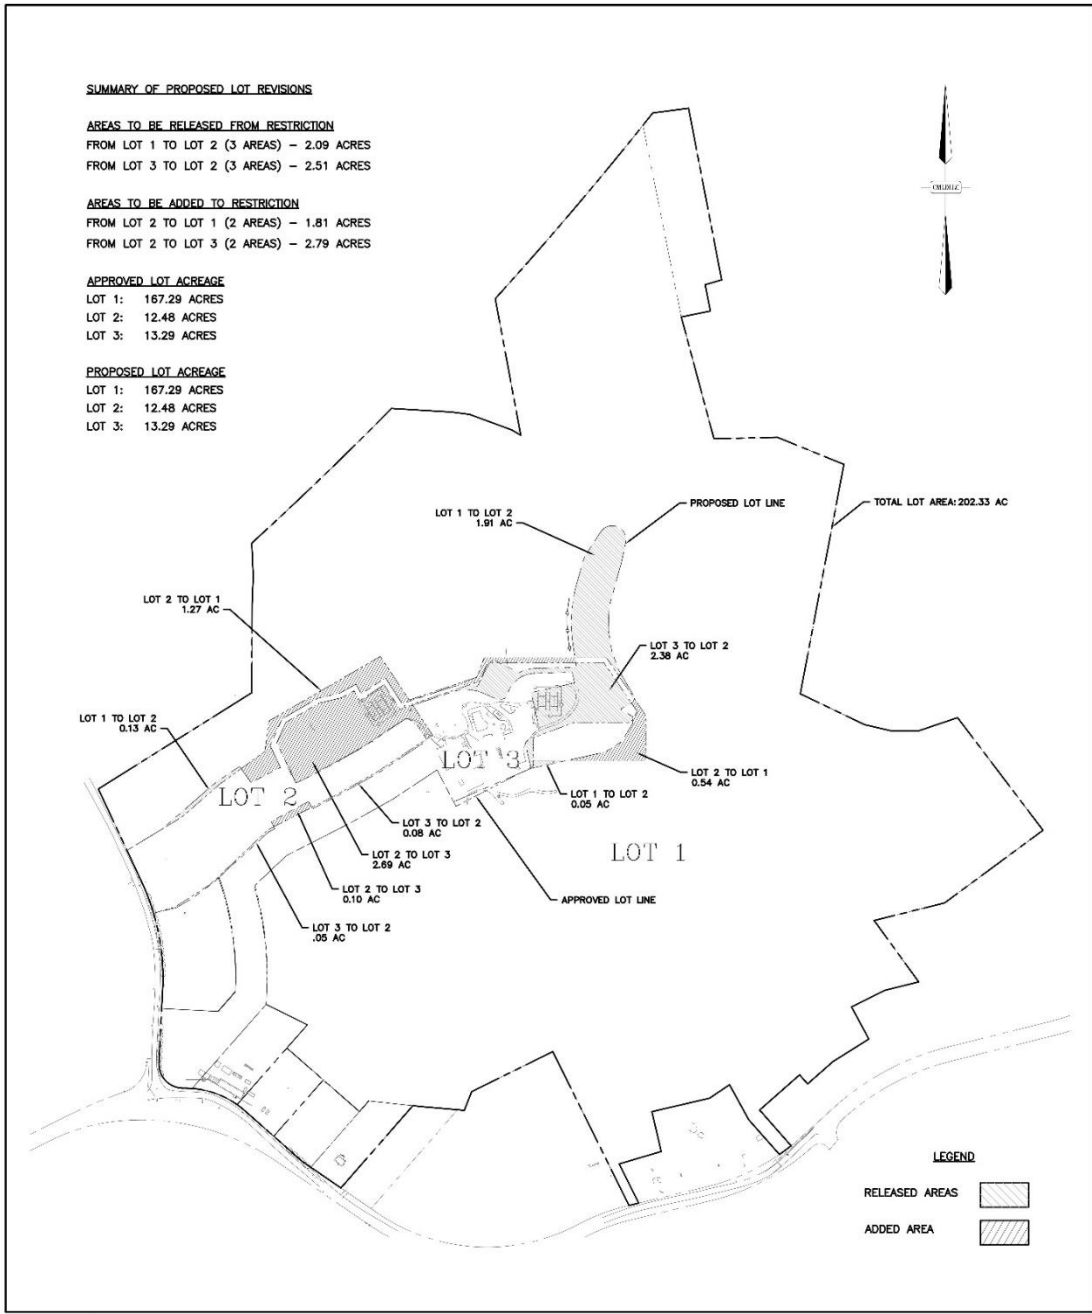 SUMMARY OF PROPOSED LOT REVISIONS
AREAS TO BE RELEASED FROM RESTRICTION
FROM LOT 1 TO LOT 2 (3 AREAS) – 2.09 ACRES
FROM LOT 3 TO LOT 2 (3 AREAS) – 2.51 ACRES
AREAS TO BE ADDED TO RESTRICTION
FROM LOT 2 TO LOT 1 (2 AREAS) – 1.81 ACRES
FROM LOT 2 TO LOT 3 (2 AREAS) – 2.79 ACRES
APPROVED LOT ACREAGE
LOT 1: 167.29 ACRES
LOT 2: 12.48 ACRES
LOT 3: 13.29 ACRES
PROPOSED LOT ACREAGE
LOT 1: 167.29 ACRES
LOT 2: 12.48 ACRES
LOT 3: 13.29 ACRES
PROPOSED LOT LINE
TOTAL LOT AREA: 202.33 AC
LOT 1 TO LOT 2
1.91 AC
LOT 2 TO LOT 1
1.27 AC
LOT 3 TO LOT 2
2.38 AC
LOT 1 TO LOT 2
0.13 AC
LOT 3
LOT 2 TO LOT 1
0.54 AC
LOT 2
LOT 1 TO LOT 2
0.05 AC
LOT 3 TO LOT 2
0.08 AC
LOT 1
LOT 2 TO LOT 3
2.69 AC
LOT 2 TO LOT 3
0.10 AC
APPROVED LOT LINE
LOT 3 TO LOT 2
.05 AC
LEGEND
RELEASED AREAS
ADDED AREA